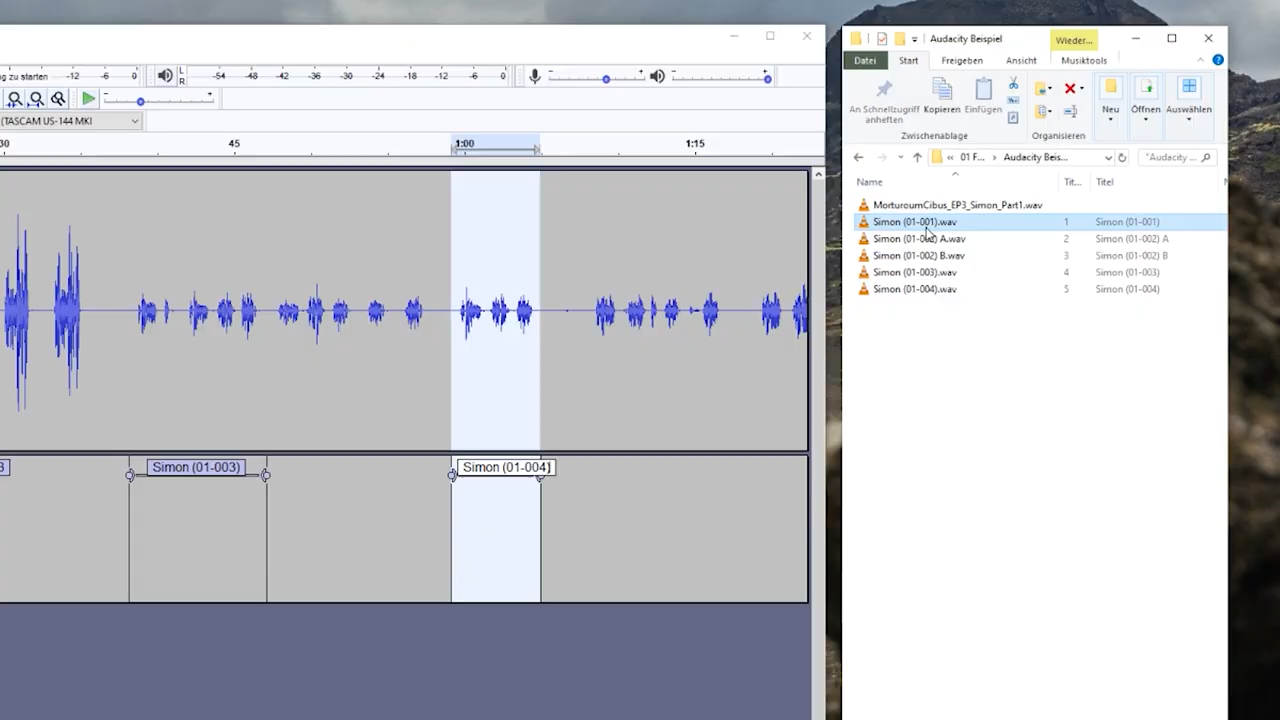 g zu starten -12 -6 0
L
R
-54 -48 -42 -36 -30 -24 -18 -12 -6 0
- +
- +
- +
(TASCAM US-144 MKI
30 45 1:00 1:15
3
Simon (01-003)
Simon (01-004)
Audacity Beispiel
Wieder...
Datei Start Freigeben Ansicht Musiktools
An Schnellzugriff
anheften
Kopieren
Einfügen
Neu
Öffnen
Auswählen
Zwischenablage
Organisieren
« 01 F... > Audacity Beis...
"Audacity ...
Name Tit... Titel
MorturoumCibus_EP3_Simon_Part1.wav
Simon (01-001).wav 1 Simon (01-001)
Simon (01-002) A.wav 2 Simon (01-002) A
Simon (01-002) B.wav 3 Simon (01-002) B
Simon (01-003).wav 4 Simon (01-003)
Simon (01-004).wav 5 Simon (01-004)